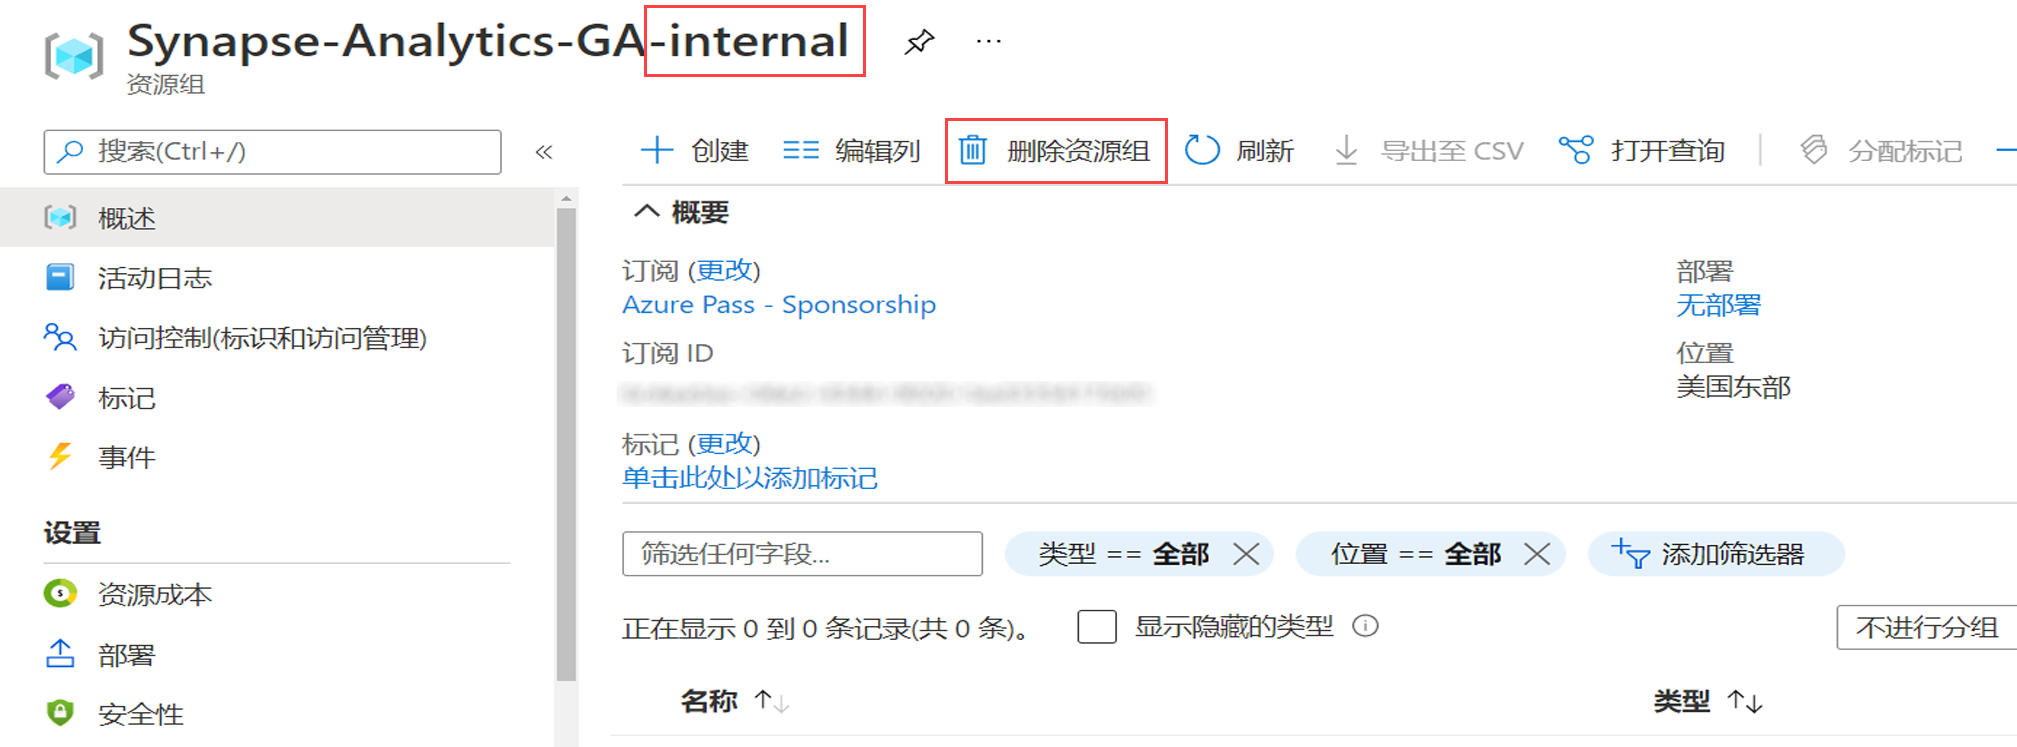 Synapse-Analytics-GA-internal
资源组
搜索(Ctrl+/)
«
创建
编辑列
删除资源组
刷新
导出至 CSV
打开查询
分配标记
概述
活动日志
访问控制(标识和访问管理)
标记
事件
设置
资源成本
部署
安全性
概要
订阅 (更改)
Azure Pass - Sponsorship
订阅 ID
标记 (更改)
单击此处以添加标记
部署
无部署
位置
美国东部
筛选任何字段...
类型 == 全部
位置 == 全部
添加筛选器
正在显示 0 到 0 条记录(共 0 条)。
显示隐藏的类型
不进行分组
名称
类型